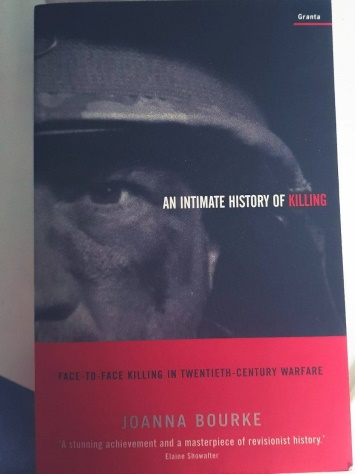 Granta
AN INTIMATE HISTORY OF KILLING
FACE-TO-FACE KILLING IN TWENTIETH-CENTURY WARFARE
JOANNA BOURKE
'A stunning achievement and a masterpiece of revisionist history.'
Elaine Showalter